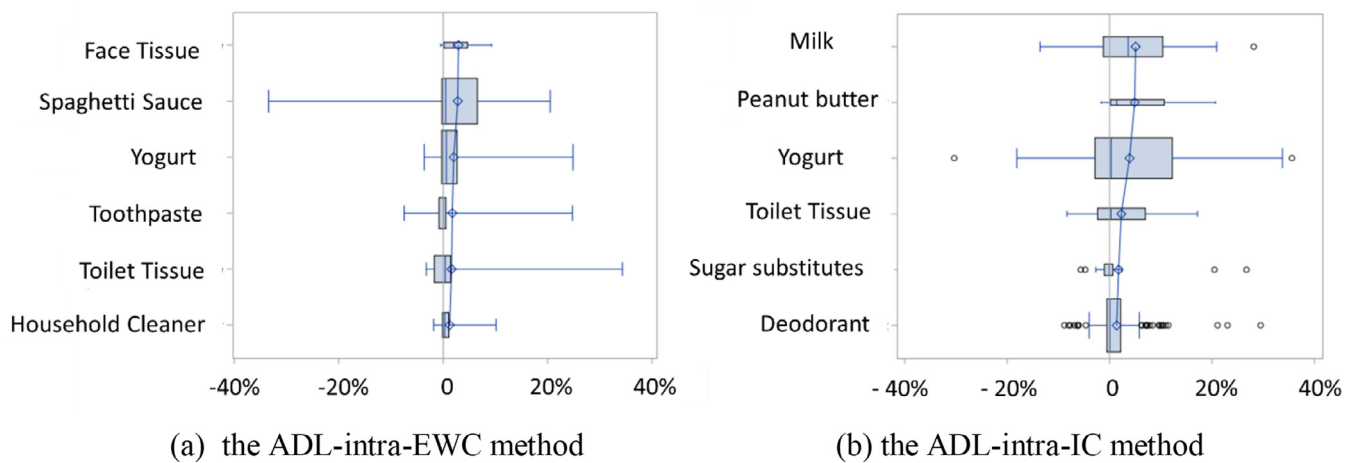 Face Tissue
Spaghetti Sauce
Yogurt
Toothpaste
Toilet Tissue
Household Cleaner
-40% -20% 0 20% 40%
(a) the ADL-intra-EWC method
Milk
Peanut butter
Yogurt
Toilet Tissue
Sugar substitutes
Deodorant
- 40% -20% 0% 20% 40%
(b) the ADL-intra-IC method